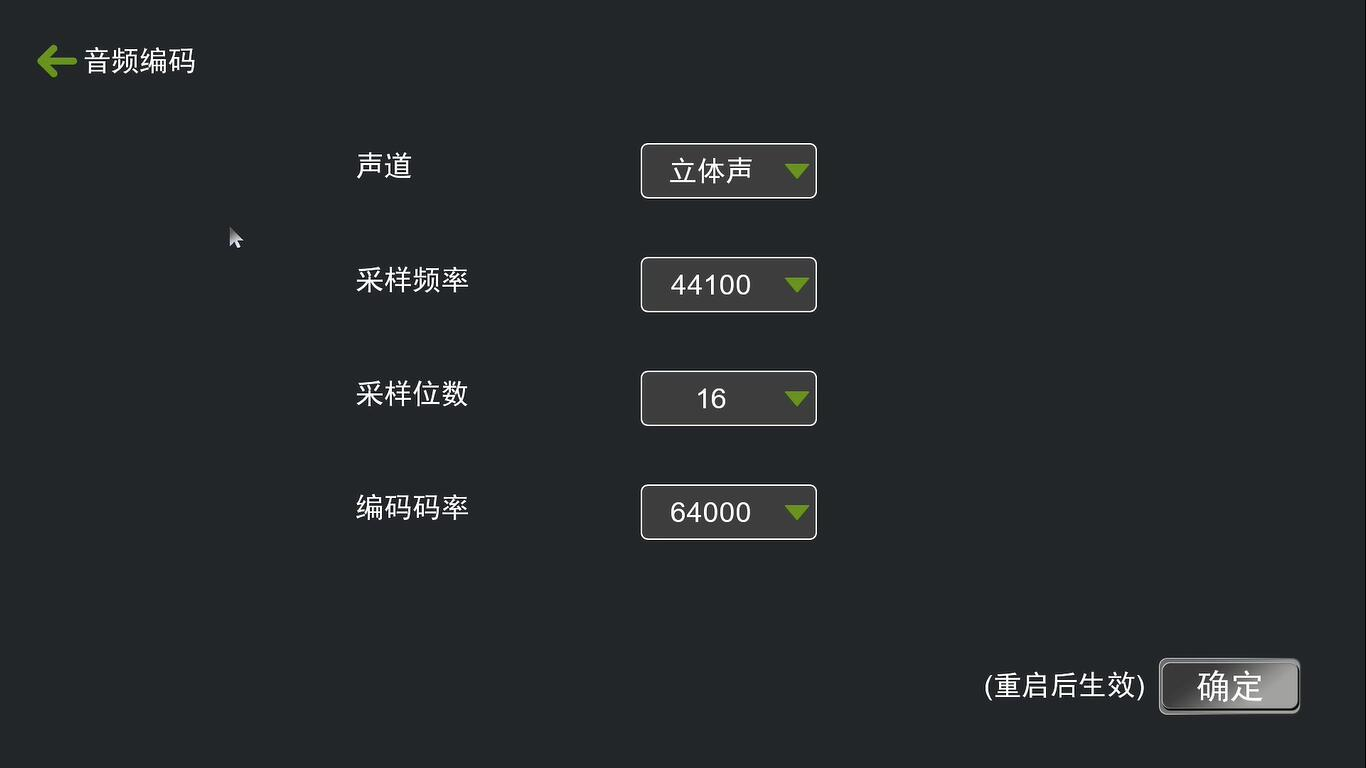 音频编码
声道 立体声
采样频率 44100
采样位数 16
编码码率 64000
(重启后生效) 确定